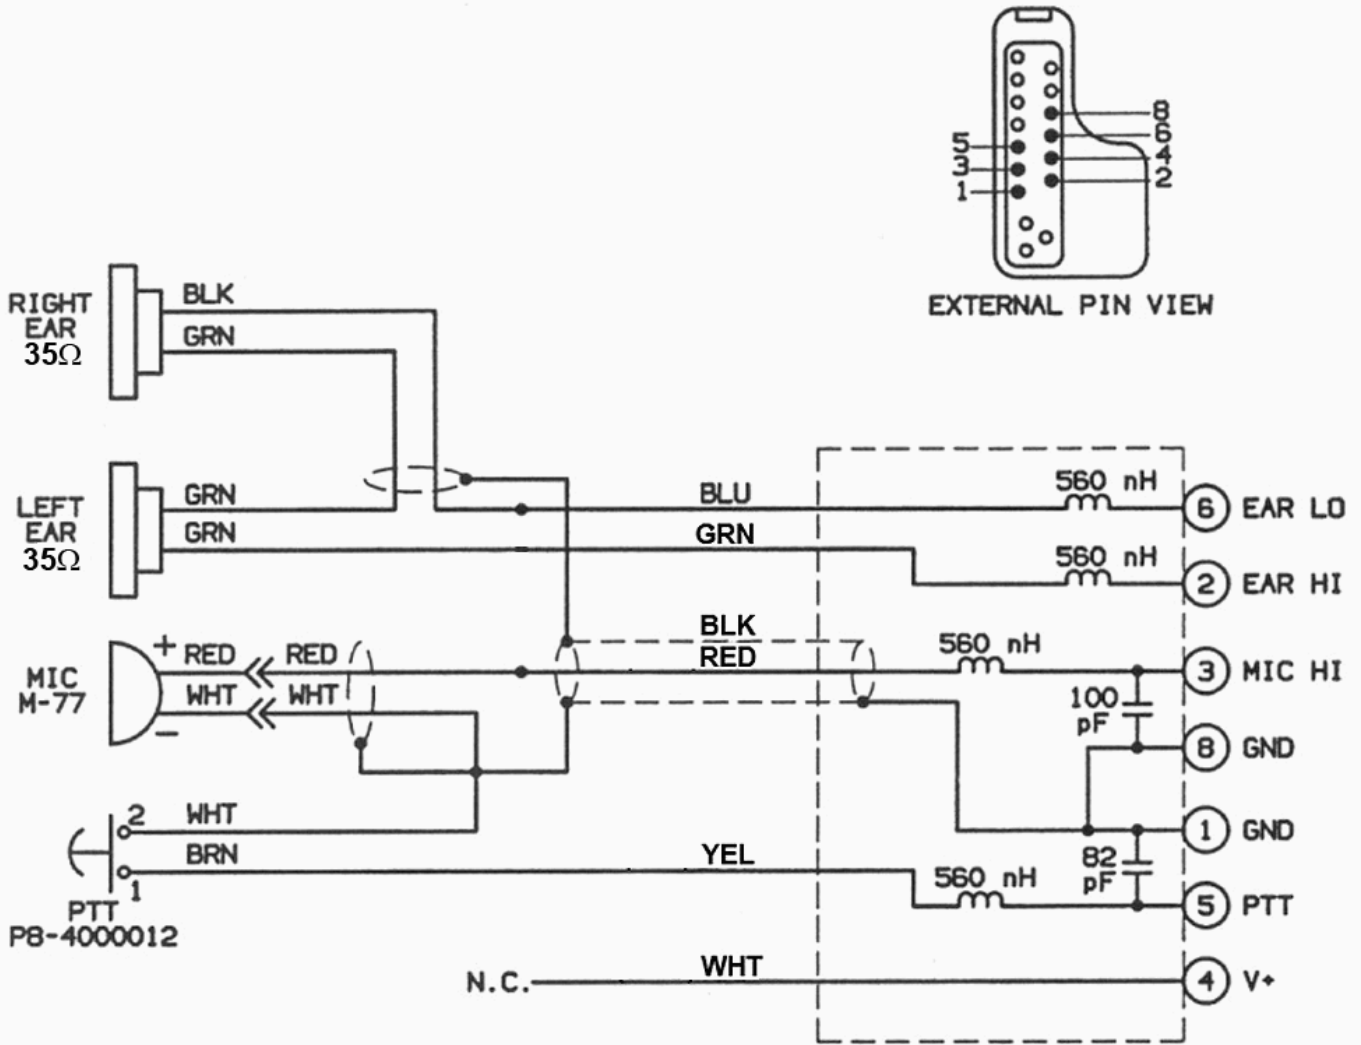 8
6
5
4
3
2
1
EXTERNAL PIN VIEW
RIGHT
EAR
35Ω
BLK
GRN
LEFT
EAR
35Ω
GRN
GRN
BLU
560 nH
6 EAR LO
GRN
560 nH
2 EAR HI
MIC
M-77
+
RED RED
WHT WHT
−
BLK
RED
560 nH
3 MIC HI
100
pF
8 GND
2
WHT
BRN
1
PTT
P8-4000012
YEL
560 nH
1 GND
82
pF
5 PTT
N.C.
WHT
4 V+